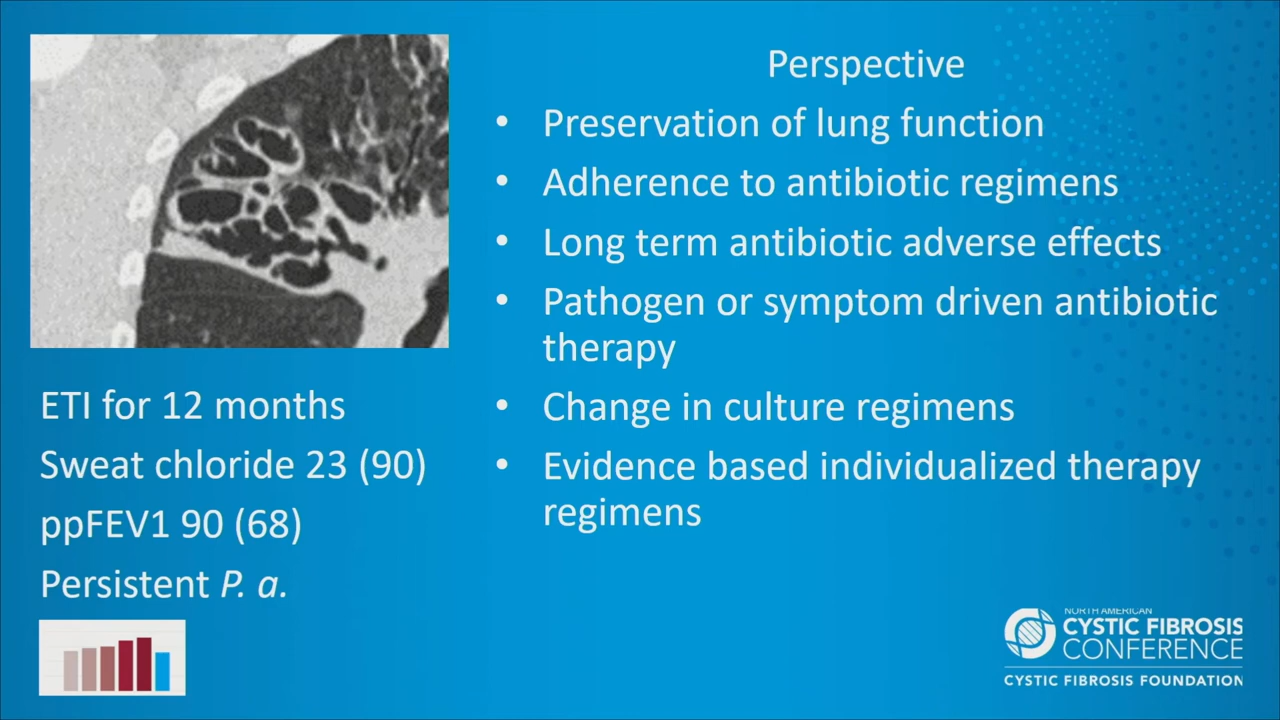 Perspective
• Preservation of lung function
• Adherence to antibiotic regimens
• Long term antibiotic adverse effects
• Pathogen or symptom driven antibiotic
therapy
• Change in culture regimens
• Evidence based individualized therapy
regimens
ETI for 12 months
Sweat chloride 23 (90)
ppFEV1 90 (68)
Persistent P. a.
NORTH AMERICAN
CYSTIC FIBROSIS
CONFERENCE
CYSTIC FIBROSIS FOUNDATION